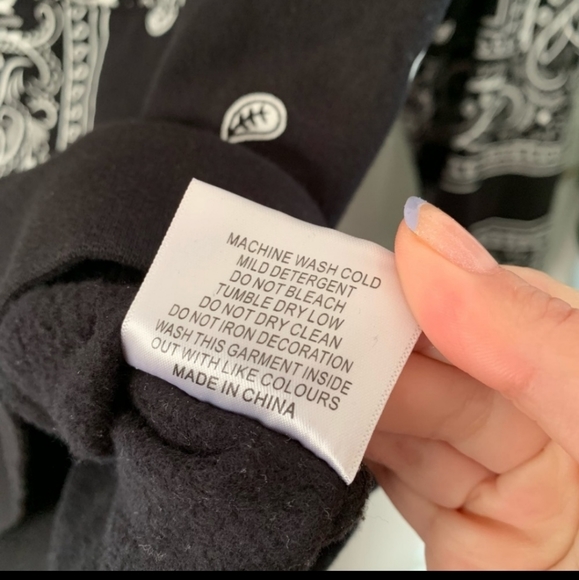 MACHINE WASH COLD
MILD DETERGENT
DO NOT BLEACH
TUMBLE DRY LOW
DO NOT DRY CLEAN
DO NOT IRON DECORATION
WASH THIS GARMENT INSIDE
OUT WITH LIKE COLOURS
MADE IN CHINA